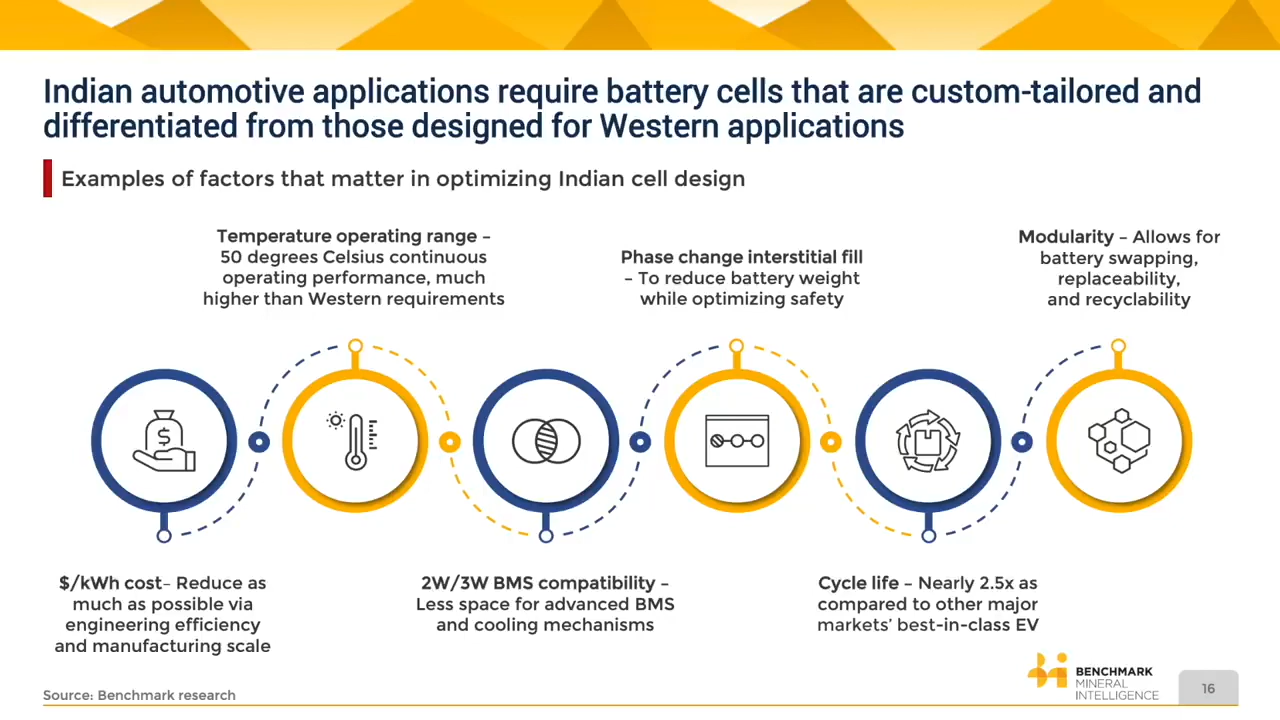 Indian automotive applications require battery cells that are custom-tailored and
differentiated from those designed for Western applications
Examples of factors that matter in optimizing Indian cell design
Temperature operating range –
50 degrees Celsius continuous
operating performance, much
higher than Western requirements
Phase change interstitial fill
– To reduce battery weight
while optimizing safety
Modularity – Allows for
battery swapping,
replaceability,
and recyclability
$
$/kWh cost– Reduce as
much as possible via
engineering efficiency
and manufacturing scale
2W/3W BMS compatibility –
Less space for advanced BMS
and cooling mechanisms
Cycle life – Nearly 2.5x as
compared to other major
markets’ best-in-class EV
BENCHMARK
MINERAL
INTELLIGENCE
16
Source: Benchmark research